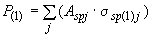 P(1) = ∑j (Aspj · σsp(1)j)